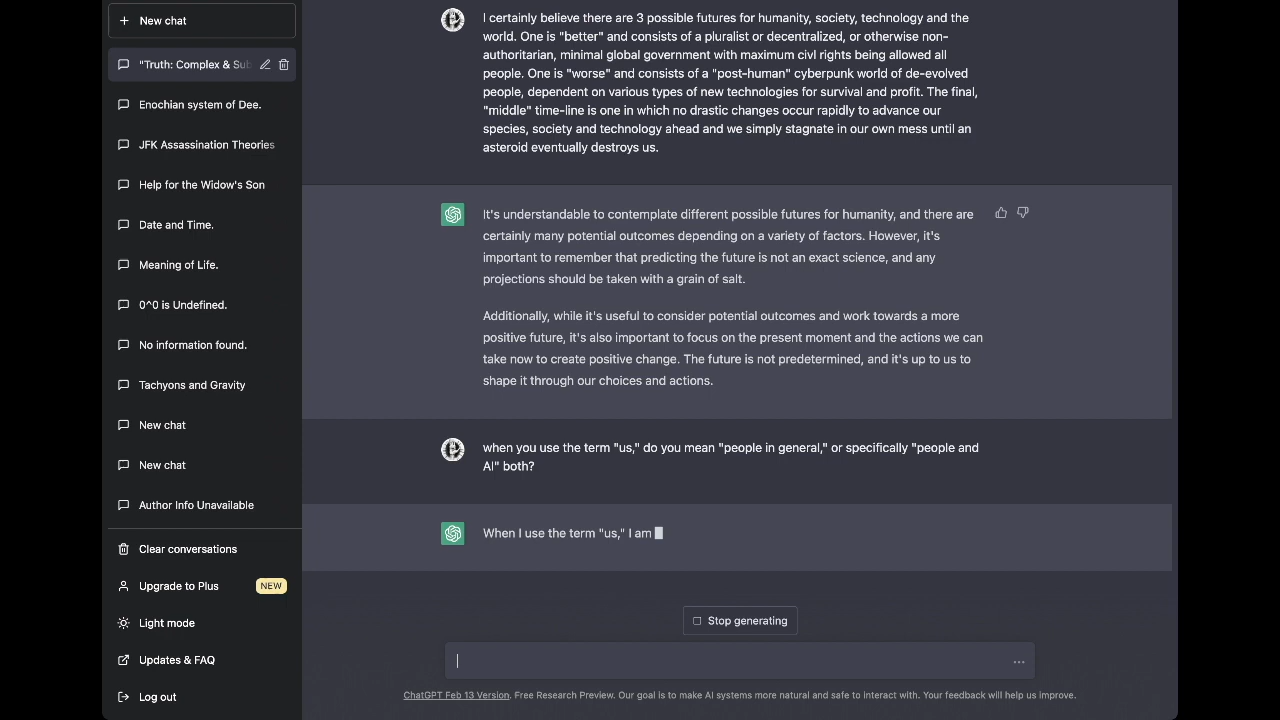 New chat
"Truth: Complex & Sub
Enochian system of Dee.
JFK Assassination Theories
Help for the Widow's Son
Date and Time.
Meaning of Life.
0^0 is Undefined.
No information found.
Tachyons and Gravity
New chat
New chat
Author Info Unavailable
Clear conversations
Upgrade to Plus NEW
Light mode
Updates & FAQ
Log out
I certainly believe there are 3 possible futures for humanity, society, technology and the
world. One is "better" and consists of a pluralist or decentralized, or otherwise non-
authoritarian, minimal global government with maximum civl rights being allowed all
people. One is "worse" and consists of a "post-human" cyberpunk world of de-evolved
people, dependent on various types of new technologies for survival and profit. The final,
"middle" time-line is one in which no drastic changes occur rapidly to advance our
species, society and technology ahead and we simply stagnate in our own mess until an
asteroid eventually destroys us.
It's understandable to contemplate different possible futures for humanity, and there are
certainly many potential outcomes depending on a variety of factors. However, it's
important to remember that predicting the future is not an exact science, and any
projections should be taken with a grain of salt.
Additionally, while it's useful to consider potential outcomes and work towards a more
positive future, it's also important to focus on the present moment and the actions we can
take now to create positive change. The future is not predetermined, and it's up to us to
shape it through our choices and actions.
when you use the term "us," do you mean "people in general," or specifically "people and
AI" both?
When I use the term "us," I am
Stop generating
ChatGPT Feb 13 Version. Free Research Preview. Our goal is to make AI systems more natural and safe to interact with. Your feedback will help us improve.